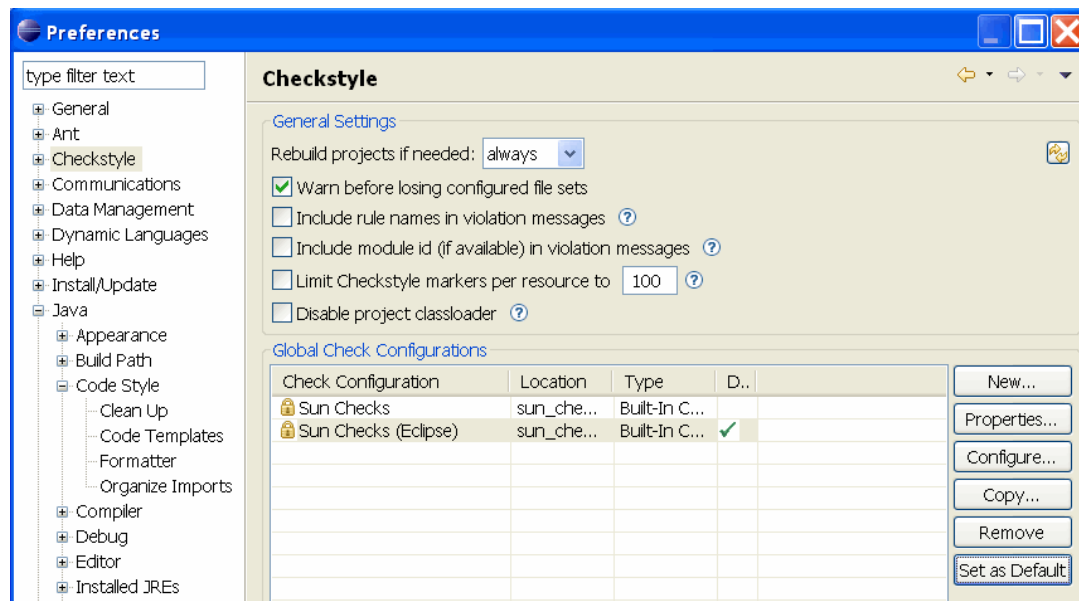 Preferences
type filter text
General
Ant
Checkstyle
Communications
Data Management
Dynamic Languages
Help
Install/Update
Java
Appearance
Build Path
Code Style
Clean Up
Code Templates
Formatter
Organize Imports
Compiler
Debug
Editor
Installed JREs
Checkstyle
General Settings
Rebuild projects if needed: always
Warn before losing configured file sets
Include rule names in violation messages ?
Include module id (if available) in violation messages ?
Limit Checkstyle markers per resource to 100 ?
Disable project classloader ?
Global Check Configurations
Check Configuration Location Type D..
Sun Checks sun_che... Built-In C...
Sun Checks (Eclipse) sun_che... Built-In C...
New...
Properties...
Configure...
Copy...
Remove
Set as Default